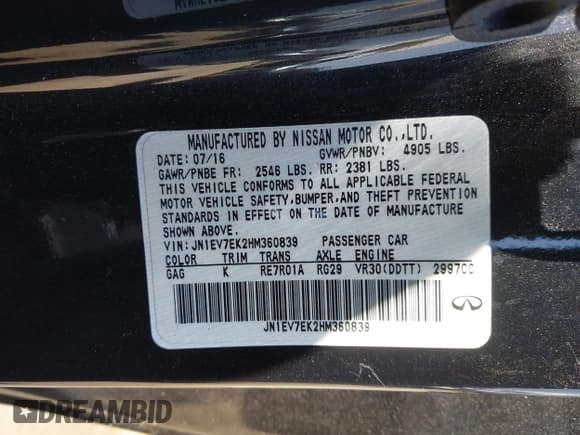 MANUFACTURED BY NISSAN MOTOR CO.,LTD.
DATE: 07/16 GVWR/PNBV: 4905 LBS.
GAWR/PNBE FR: 2546 LBS. RR: 2381 LBS.
THIS VEHICLE CONFORMS TO ALL APPLICABLE FEDERAL
MOTOR VEHICLE SAFETY,BUMPER,AND THEFT PREVENTION
STANDARDS IN EFFECT ON THE DATE OF MANUFACTURE
SHOWN ABOVE.
VIN: JN1EV7EK2HM360839 PASSENGER CAR
COLOR TRIM TRANS AXLE ENGINE
GAG K RE7R01A RG29 VR30(DDTT) 2997CC
JN1EV7EK2HM360839
DREAMBID